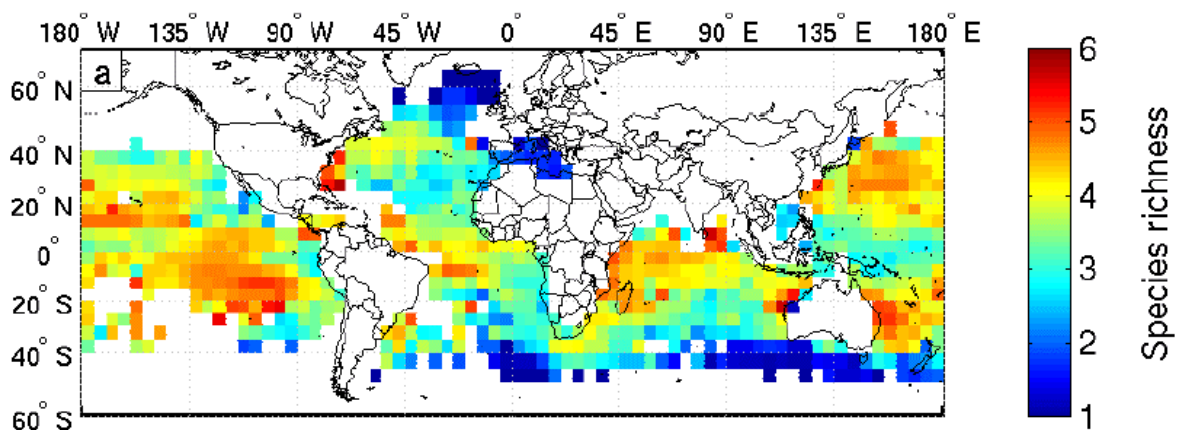 180° W 135° W 90° W 45° W 0° 45° E 90° E 135° E 180° E
a
60° N
40° N
20° N
0°
20° S
40° S
60° S
6
5
4
3
2
1
Species richness